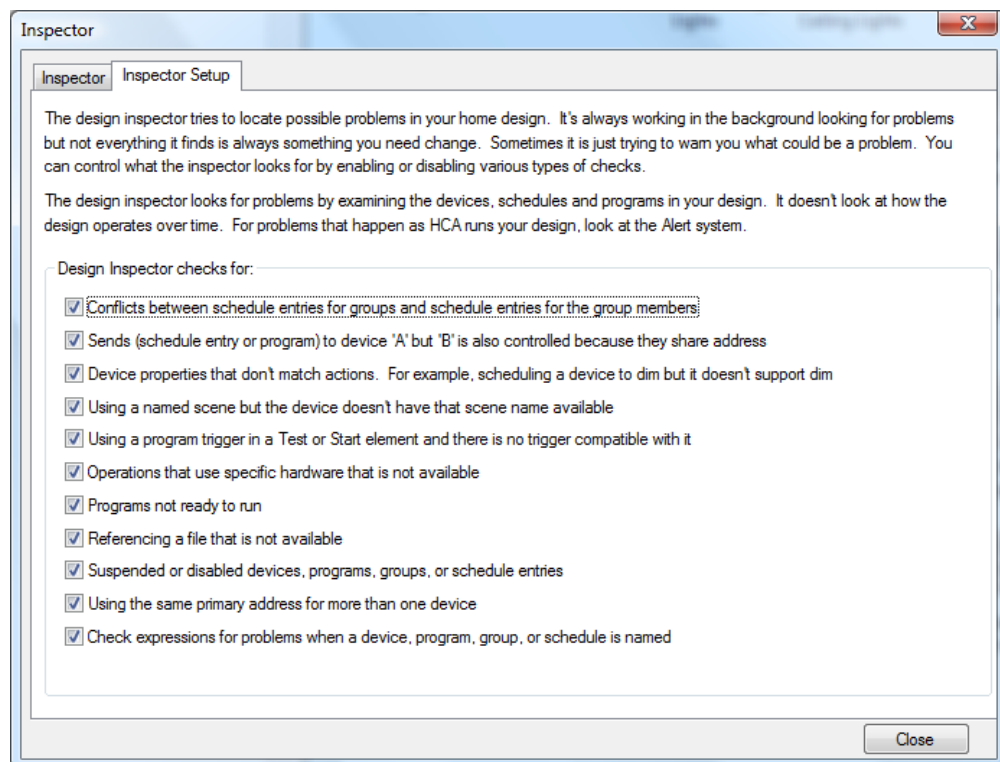 Inspector
Inspector
Inspector Setup
The design inspector tries to locate possible problems in your home design. It's always working in the background looking for problems
but not everything it finds is always something you need change. Sometimes it is just trying to warn you what could be a problem. You
can control what the inspector looks for by enabling or disabling various types of checks.
The design inspector looks for problems by examining the devices, schedules and programs in your design. It doesn't look at how the
design operates over time. For problems that happen as HCA runs your design, look at the Alert system.
Design Inspector checks for:
Conflicts between schedule entries for groups and schedule entries for the group members
Sends (schedule entry or program) to device 'A' but 'B' is also controlled because they share address
Device properties that don't match actions. For example, scheduling a device to dim but it doesn't support dim
Using a named scene but the device doesn't have that scene name available
Using a program trigger in a Test or Start element and there is no trigger compatible with it
Operations that use specific hardware that is not available
Programs not ready to run
Referencing a file that is not available
Suspended or disabled devices, programs, groups, or schedule entries
Using the same primary address for more than one device
Check expressions for problems when a device, program, group, or schedule is named
Close